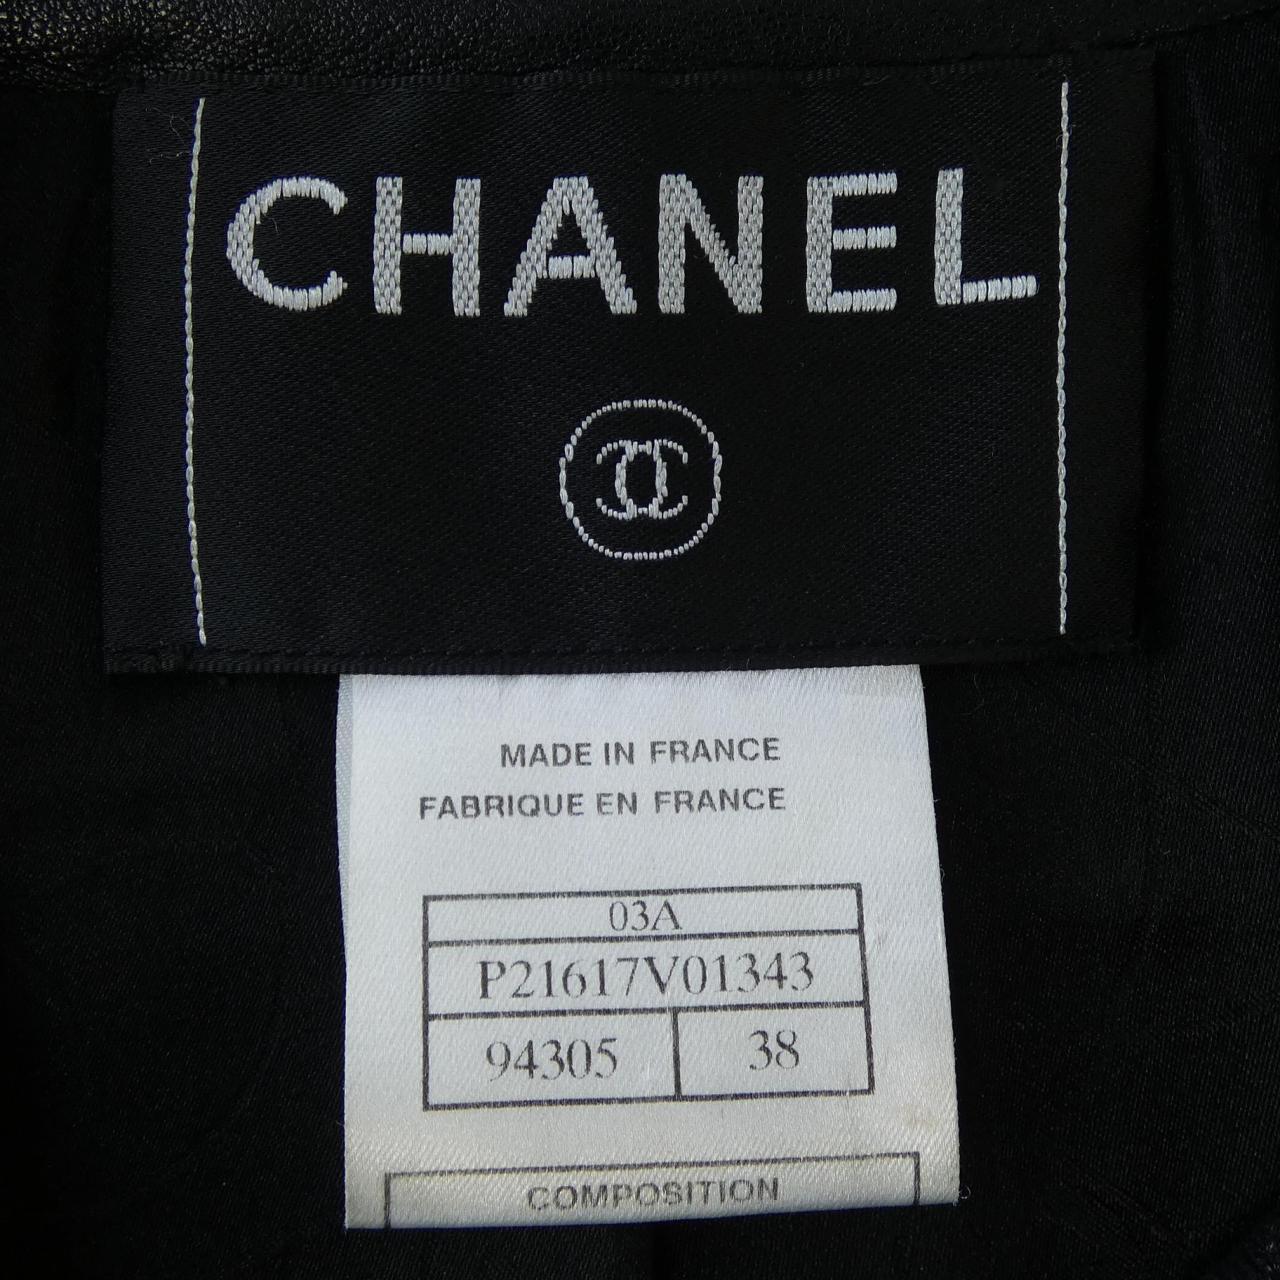 CHANEL
MADE IN FRANCE
FABRIQUE EN FRANCE
03A
P21617V01343
94305 38
COMPOSITION